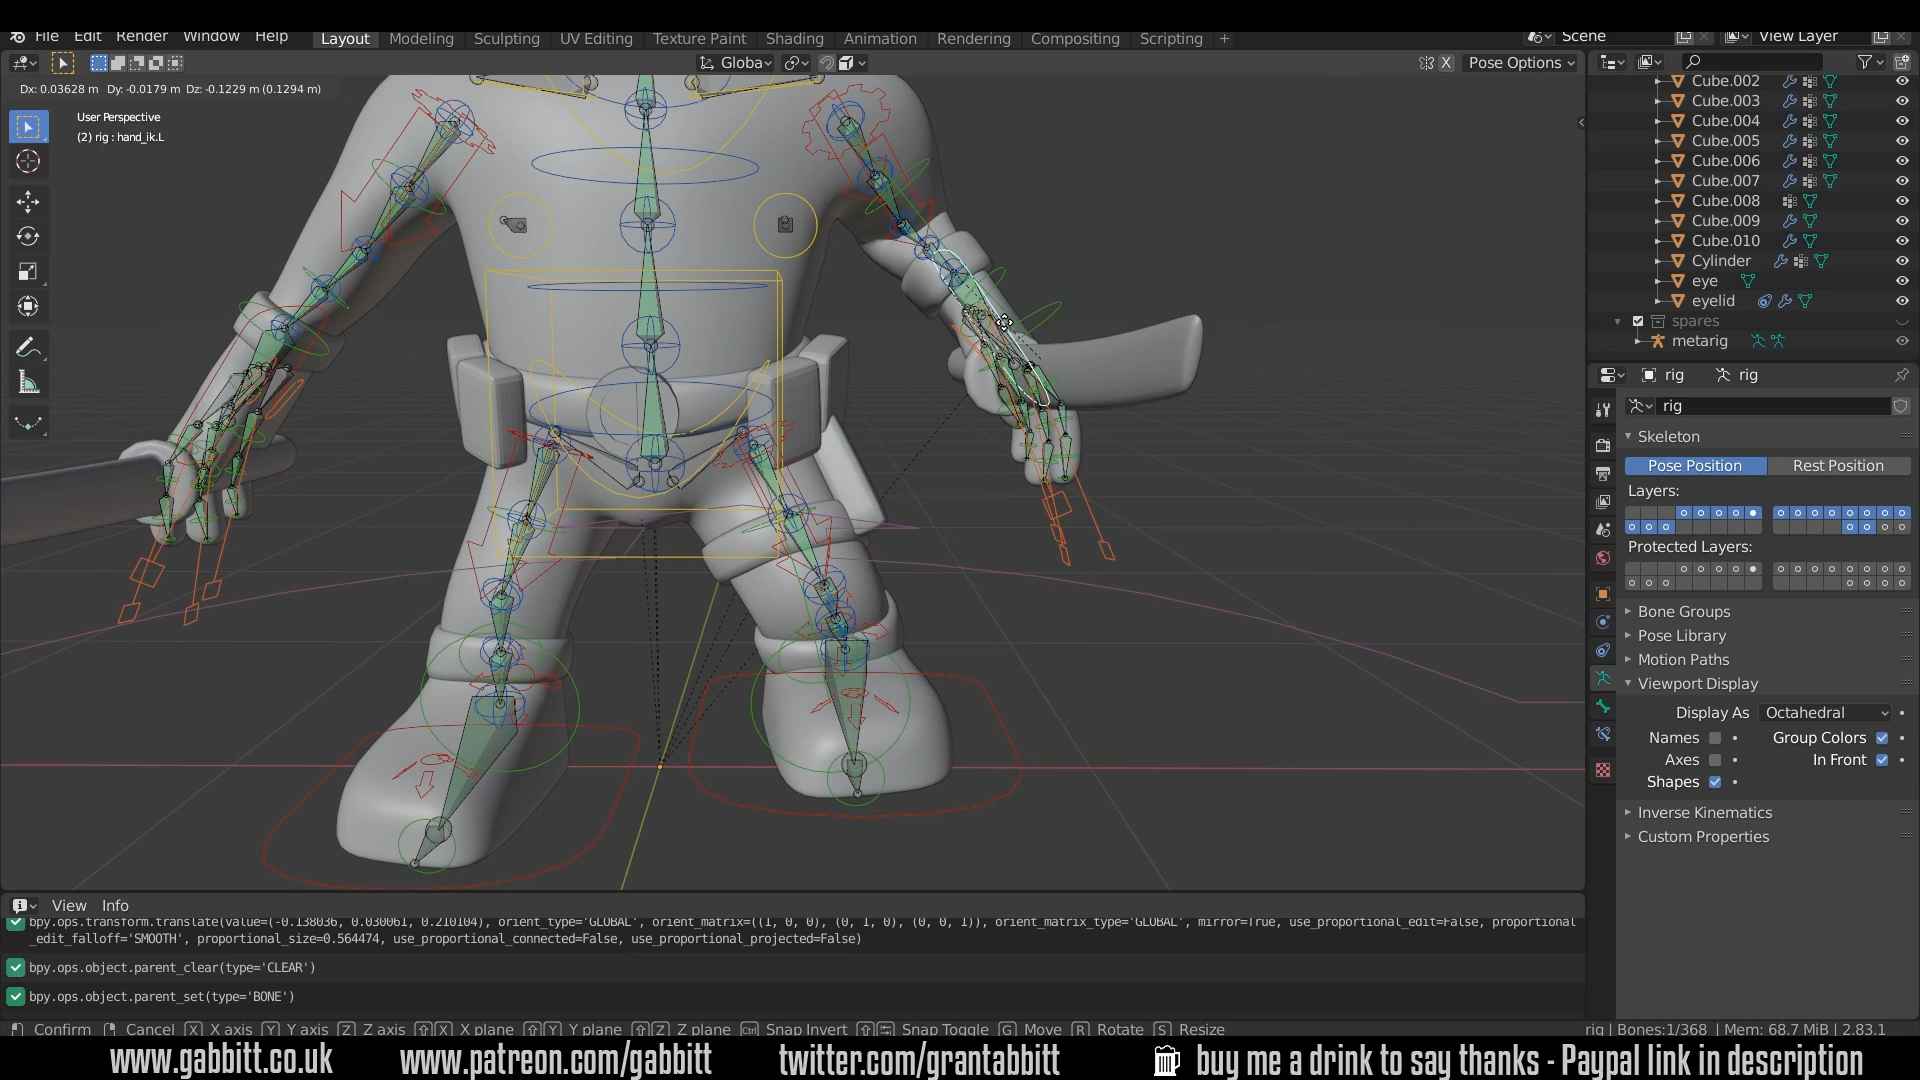 File Edit Render Window Help Layout Modeling Sculpting UV Editing Texture Paint Shading Animation Rendering Compositing Scripting + Scene View Layer
Globa X Pose Options
Dx: 0.03628 m Dy: -0.0179 m Dz: -0.1229 m (0.1294 m)
User Perspective
(2) rig : hand_ik.L
Cube.002
Cube.003
Cube.004
Cube.005
Cube.006
Cube.007
Cube.008
Cube.009
Cube.010
Cylinder
eye
eyelid
spares
metarig
rig rig
rig
Skeleton
Pose Position Rest Position
Layers:
Protected Layers:
Bone Groups
Pose Library
Motion Paths
Viewport Display
Display As Octahedral
Names Group Colors
Axes In Front
Shapes
Inverse Kinematics
Custom Properties
View Info
bpy.ops.transform.translate(value=(-0.138036, 0.030061, 0.210104), orient_type='GLOBAL', orient_matrix=((1, 0, 0), (0, 1, 0), (0, 0, 1)), orient_matrix_type='GLOBAL', mirror=True, use_proportional_edit=False, proportional
_edit_falloff='SMOOTH', proportional_size=0.564474, use_proportional_connected=False, use_proportional_projected=False)
bpy.ops.object.parent_clear(type='CLEAR')
bpy.ops.object.parent_set(type='BONE')
Confirm Cancel X X axis Y Y axis Z Z axis X X plane Y Y plane Z Z plane Ctrl Snap Invert Snap Toggle G Move R Rotate S Resize rig | Bones:1/368 | Mem: 68.7 MiB | 2.83.1
www.gabbitt.co.uk www.patreon.com/gabbitt twitter.com/grantabbitt buy me a drink to say thanks - Paypal link in description